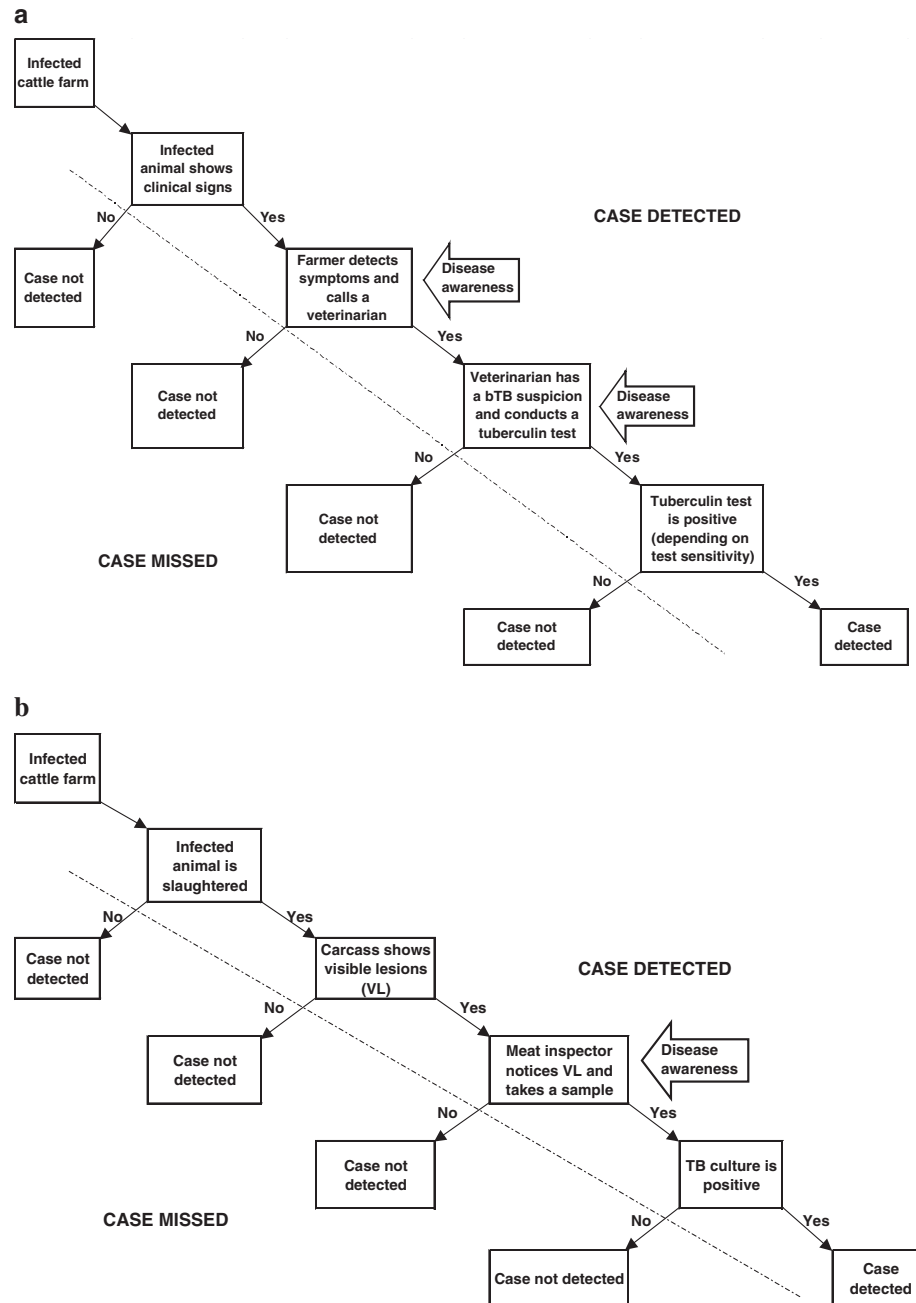 a
Infected
cattle farm
Infected
animal shows
clinical signs
No
Yes
CASE DETECTED
Case not
detected
Farmer detects
symptoms and
calls a
veterinarian
Disease
awareness
No
Yes
Case not
detected
Veterinarian has
a bTB suspicion
and conducts a
tuberculin test
Disease
awareness
No
Yes
Case not
detected
Tuberculin test
is positive
(depending on
test sensitivity)
CASE MISSED
No
Yes
Case not
detected
Case
detected
b
Infected
cattle farm
Infected
animal is
slaughtered
No
Yes
Case not
detected
Carcass shows
visible lesions
(VL)
CASE DETECTED
No
Yes
Case not
detected
Meat inspector
notices VL and
takes a sample
Disease
awareness
No
Yes
Case not
detected
TB culture is
positive
CASE MISSED
No
Yes
Case not detected
Case
detected